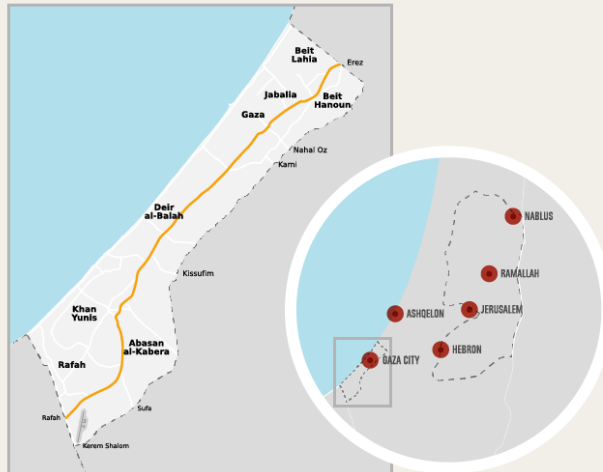 Beit
Lahia
Erez
Jabalia
Beit
Hanoun
Gaza
Nahal Oz
Karni
Deir
al-Balah
Kissufim
Khan
Yunis
Abasan
al-Kabera
Rafah
Rafah
Sufa
Kerem Shalom
NABLUS
RAMALLAH
JERUSALEM
ASHQELON
HEBRON
GAZA CITY